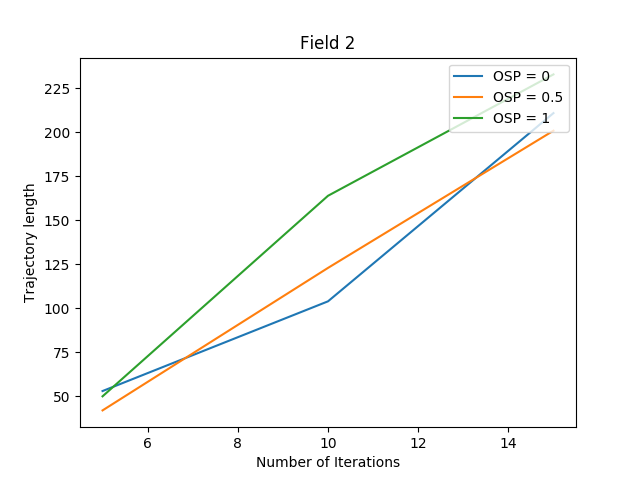 Field 2
OSP = 0
OSP = 0.5
OSP = 1
Trajectory length
225
200
175
150
125
100
75
50
6 8 10 12 14
Number of Iterations